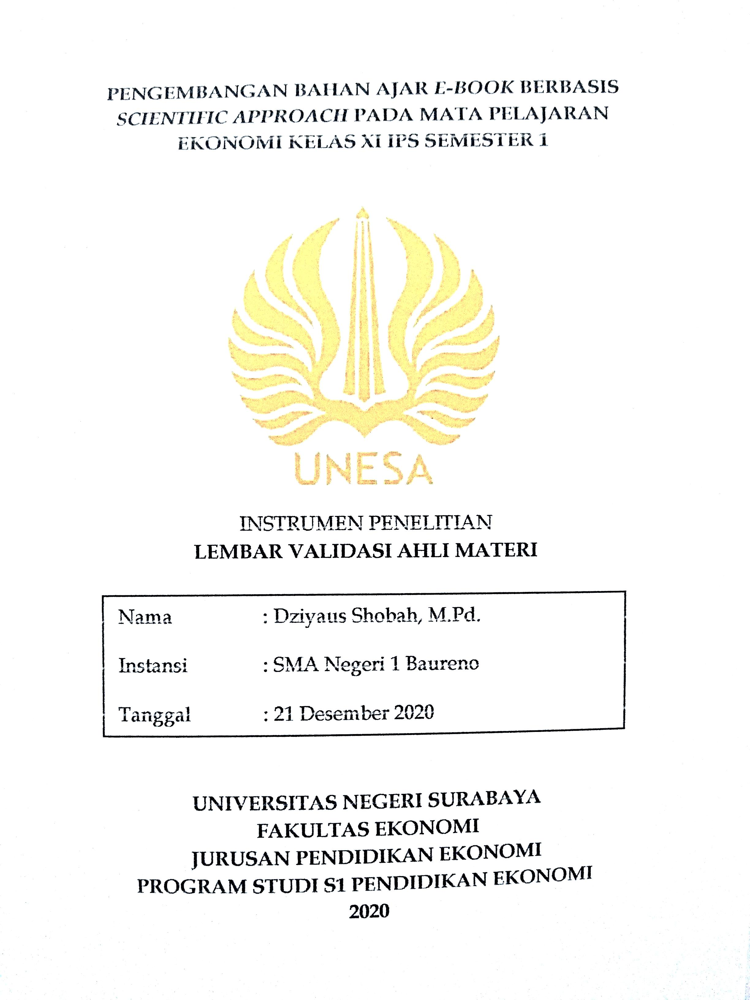 PENGEMBANGAN BAHAN AJAR E-BOOK BERBASIS
SCIENTIFIC APPROACH PADA MATA PELAJARAN
EKONOMI KELAS XI IPS SEMESTER 1
UNESA
INSTRUMEN PENELITIAN
LEMBAR VALIDASI AHLI MATERI
Nama : Dziyaus Shobah, M.Pd.
Instansi : SMA Negeri 1 Baureno
Tanggal : 21 Desember 2020
UNIVERSITAS NEGERI SURABAYA
FAKULTAS EKONOMI
JURUSAN PENDIDIKAN EKONOMI
PROGRAM STUDI S1 PENDIDIKAN EKONOMI
2020